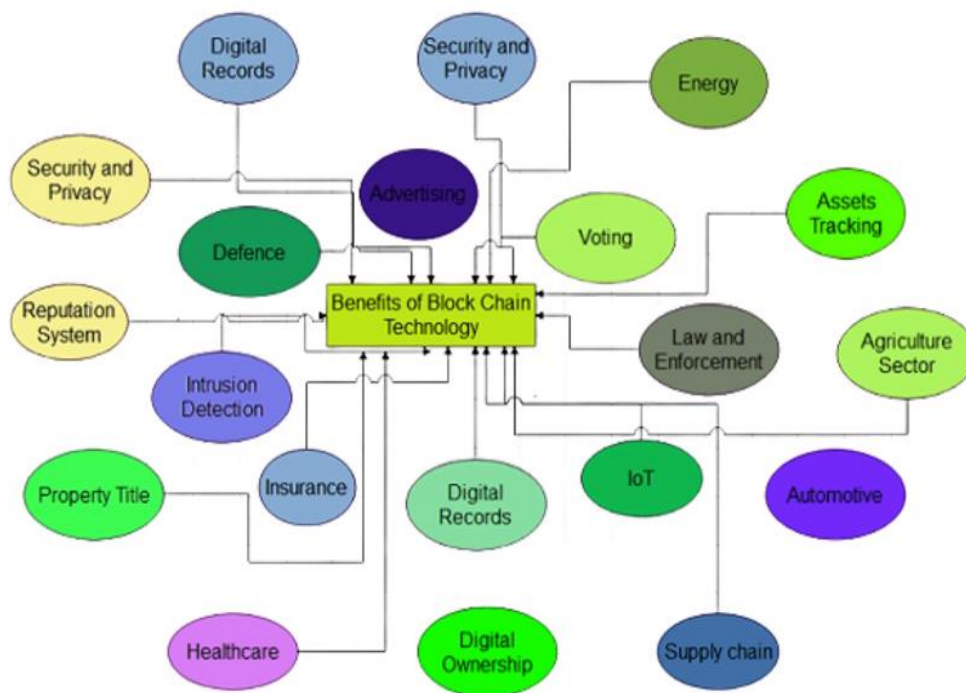 Digital
Records
Security and
Privacy
Energy
Security and
Privacy
Advertising
Assets
Tracking
Defence
Voting
Benefits of Block Chain
Technology
Reputation
System
Law and
Enforcement
Agriculture
Sector
Intrusion
Detection
Property Title
Insurance
Digital
Records
IoT
Automotive
Healthcare
Digital
Ownership
Supply chain